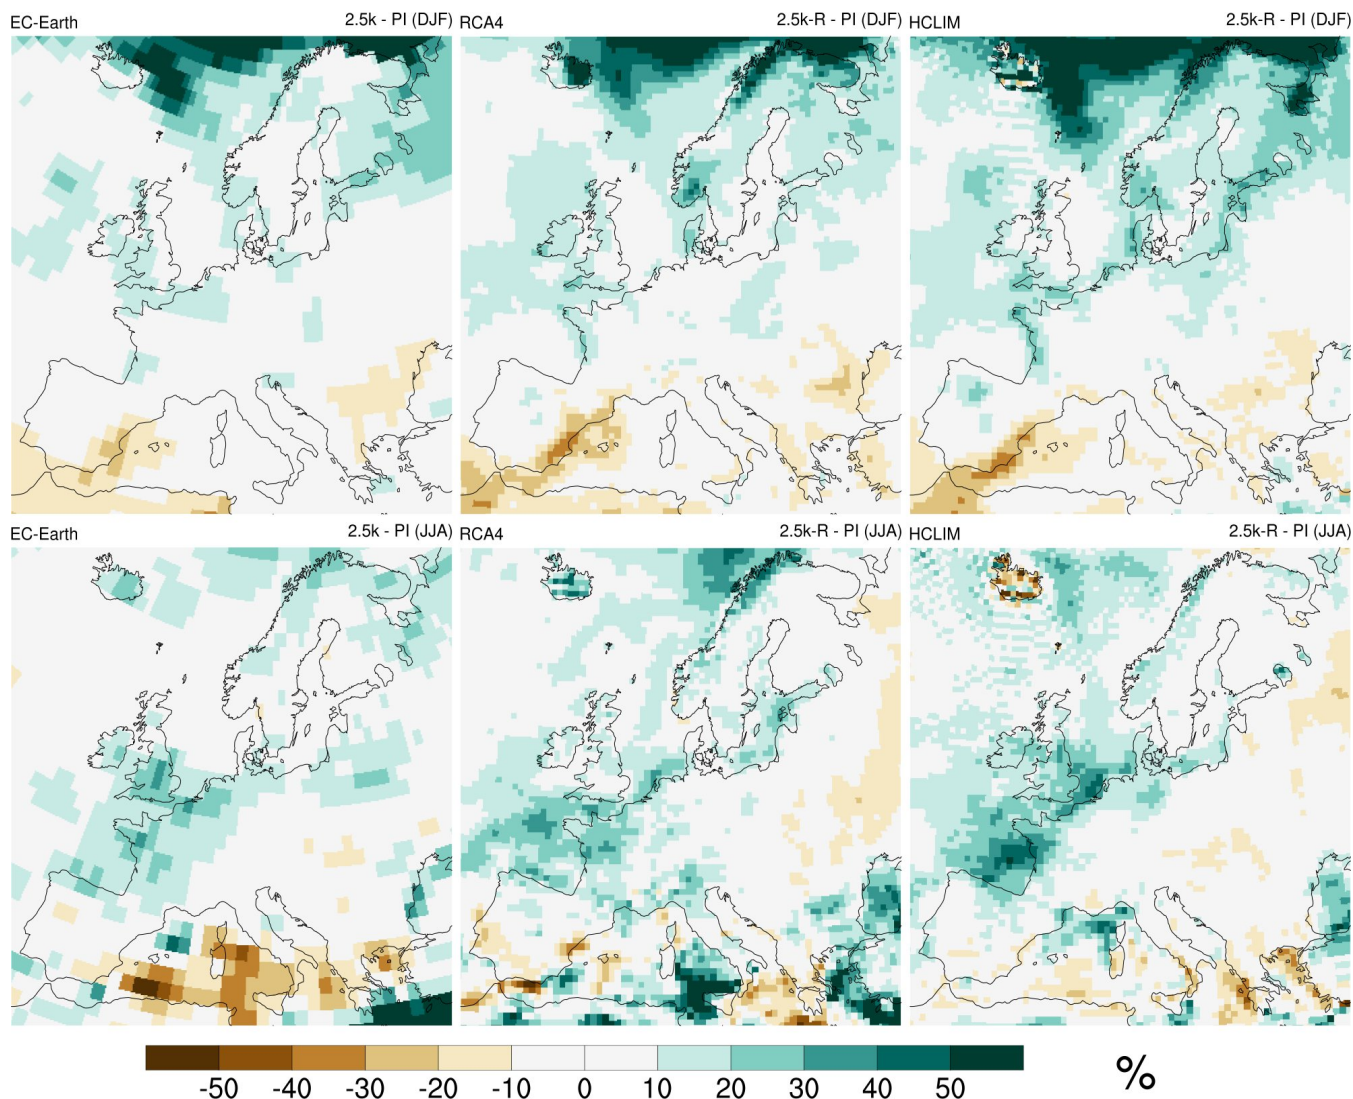 EC-Earth 2.5k - PI (DJF) RCA4 2.5k-R - PI (DJF) HCLIM 2.5k-R - PI (DJF)
EC-Earth 2.5k - PI (JJA) RCA4 2.5k-R - PI (JJA) HCLIM 2.5k-R - PI (JJA)
-50 -40 -30 -20 -10 0 10 20 30 40 50 %